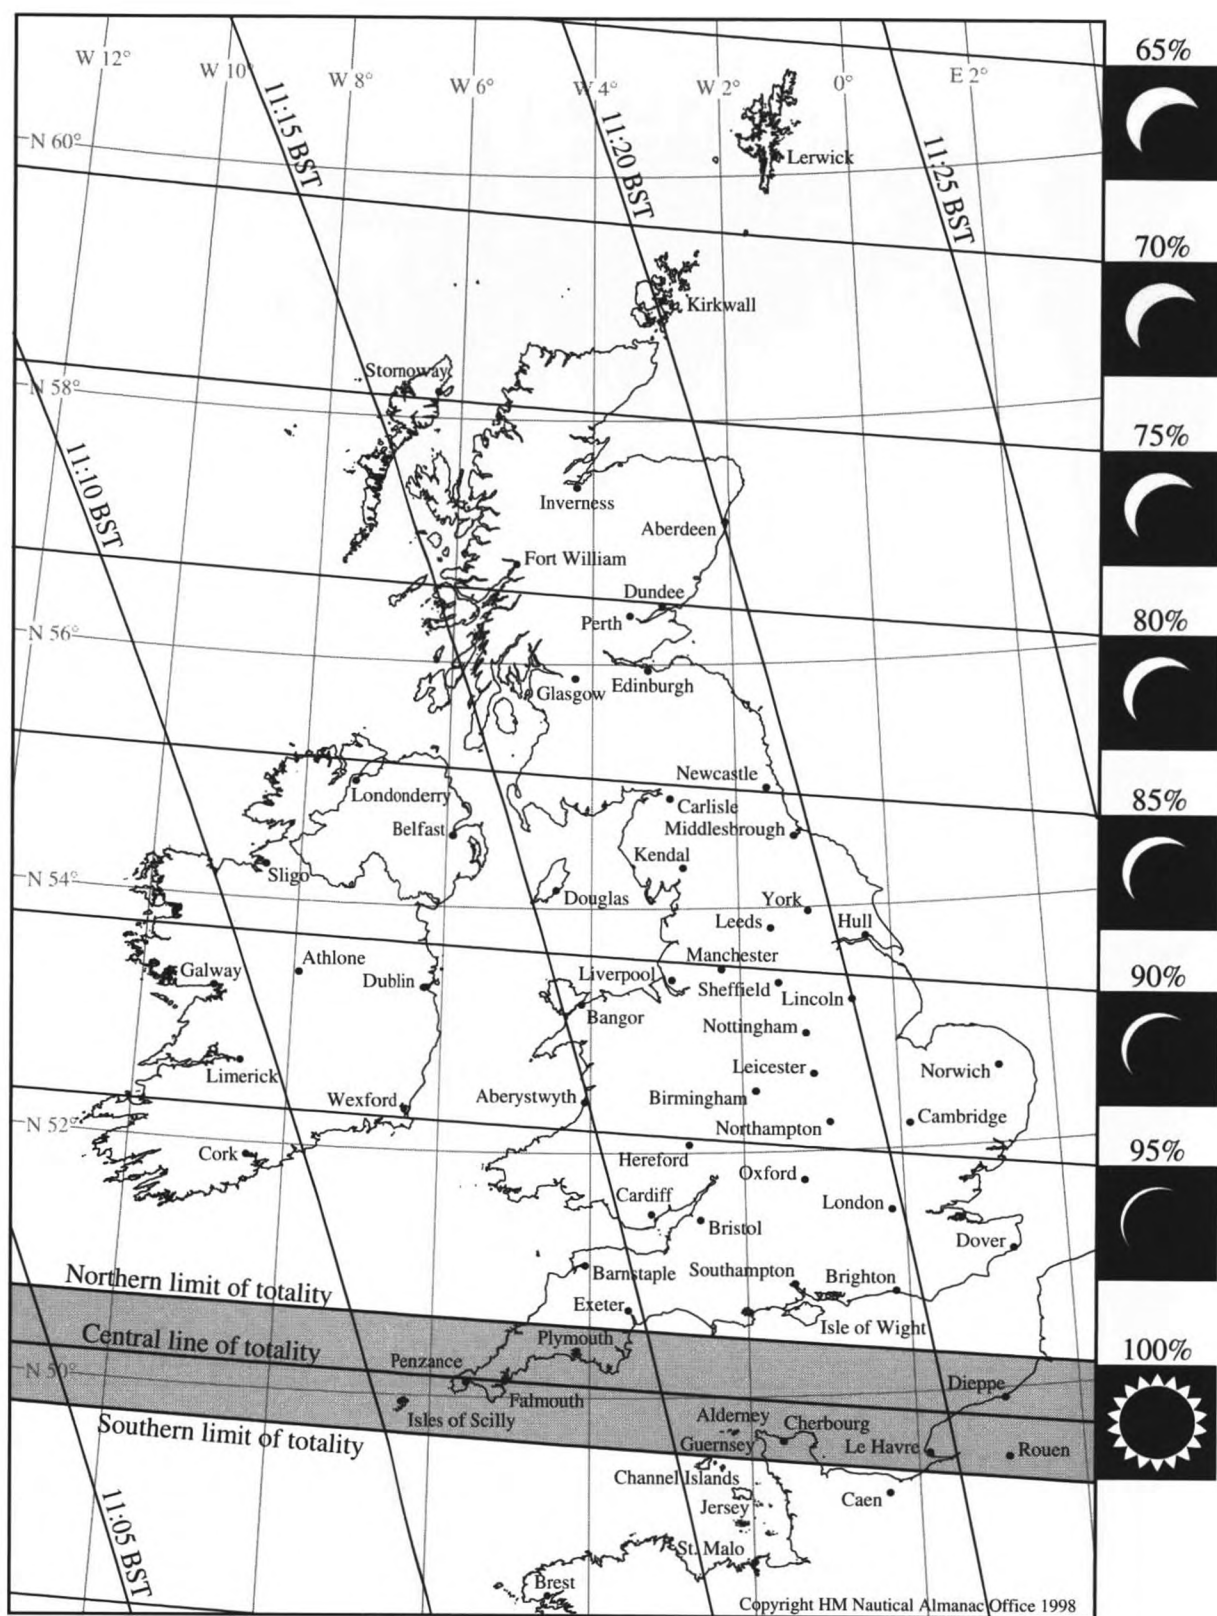 65%
W 12°
W 10°
W 8°
W 6°
W 4°
W 2°
0°
E 2°
11:15 BST
11:20 BST
11:25 BST
N 60°
Lerwick
70%
Kirkwall
Stornoway
N 58°
75%
11:10 BST
Inverness
Aberdeen
Fort William
Dundee
Perth
80%
N 56°
Glasgow
Edinburgh
Newcastle
Londonderry
Carlisle
85%
Belfast
Middlesbrough
Kendal
Sligo
N 54°
Douglas
York
Leeds
Hull
Manchester
Athlone
Galway
Dublin
Liverpool
Sheffield
Lincoln
90%
Bangor
Nottingham
Limerick
Leicester
Norwich
Wexford
Aberystwyth
Birmingham
N 52°
Northampton
Cambridge
Cork
Hereford
Oxford
95%
Cardiff
London
Bristol
Dover
Northern limit of totality
Barnstaple
Southampton
Brighton
Exeter
Isle of Wight
Central line of totality
Plymouth
100%
N 50°
Penzance
Dieppe
Falmouth
Isles of Scilly
Southern limit of totality
Alderney
Cherbourg
Guernsey
Le Havre
Rouen
Channel Islands
Jersey
Caen
11:05 BST
St. Malo
Brest
Copyright HM Nautical Almanac Office 1998